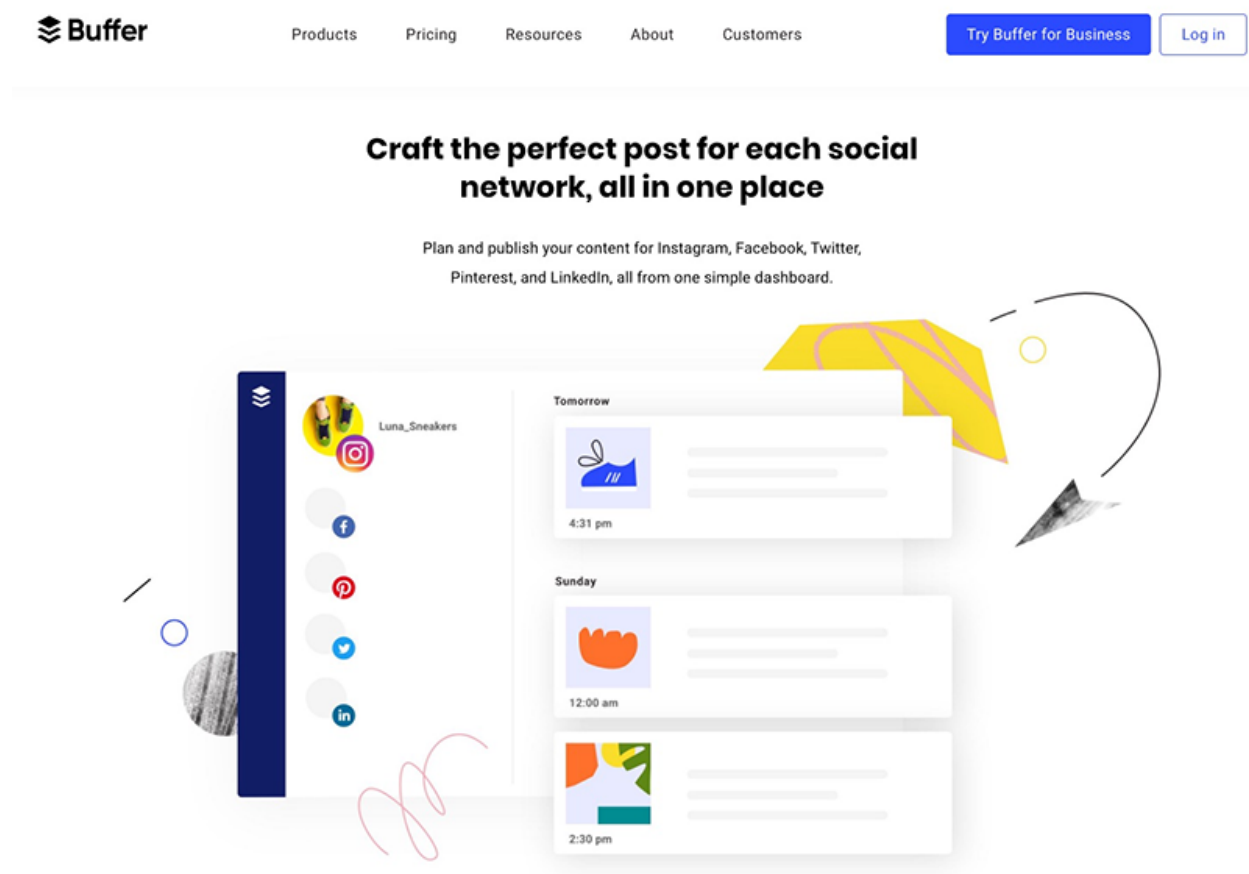 Buffer
Products
Pricing
Resources
About
Customers
Try Buffer for Business
Log in
Craft the perfect post for each social
network, all in one place
Plan and publish your content for Instagram, Facebook, Twitter,
Pinterest, and LinkedIn, all from one simple dashboard.
Luna_Sneakers
Tomorrow
4:31 pm
Sunday
12:00 am
2:30 pm